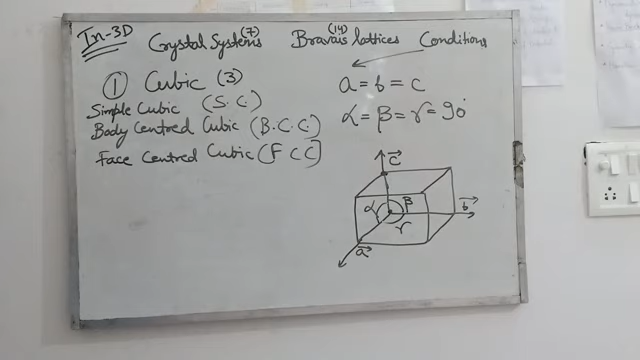 In-3D Crystal Systems (7) Bravais lattices (14) Conditions
① Cubic (3) a = b = c
Simple Cubic (S.C.) α = β = γ = 90°
Body Centred Cubic (B.C.C.)
Face Centred Cubic (FCC)
c
α β b
γ
a